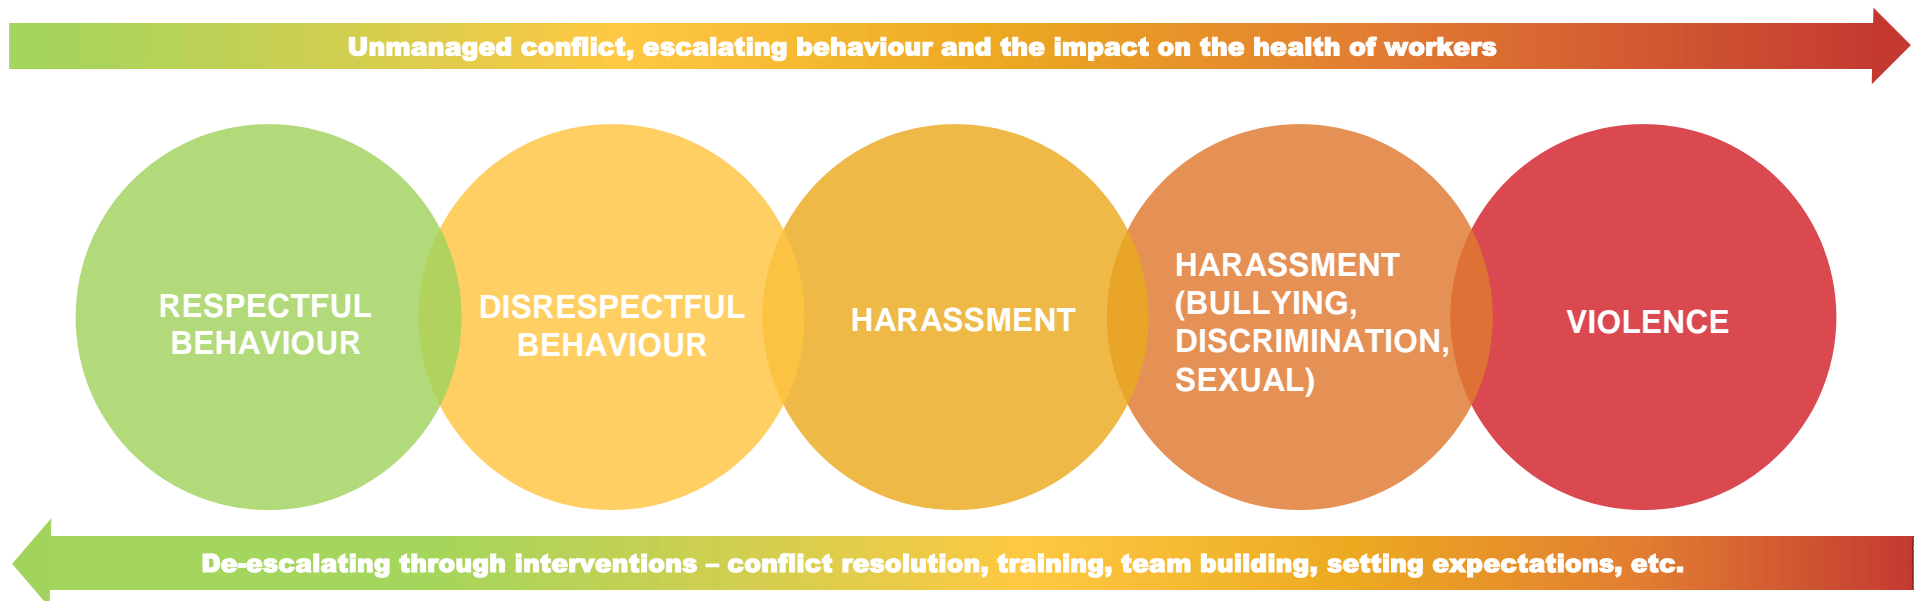 Unmanaged conflict, escalating behaviour and the impact on the health of workers
RESPECTFUL
BEHAVIOUR
DISRESPECTFUL
BEHAVIOUR
HARASSMENT
HARASSMENT
(BULLYING,
DISCRIMINATION,
SEXUAL)
VIOLENCE
De-escalating through interventions – conflict resolution, training, team building, setting expectations, etc.